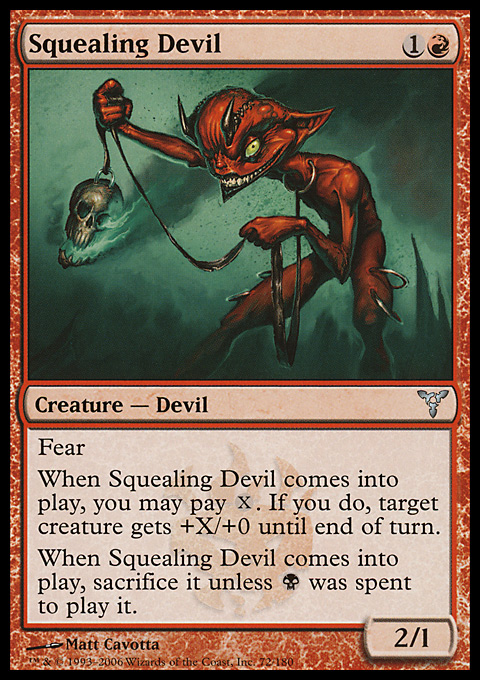 Squealing Devil 1
Creature — Devil
Fear
When Squealing Devil comes into
play, you may pay X. If you do, target
creature gets +X/+0 until end of turn.
When Squealing Devil comes into
play, sacrifice it unless was spent
to play it.
Matt Cavotta
2/1
™ & © 1993–2006 Wizards of the Coast, Inc. 72/180